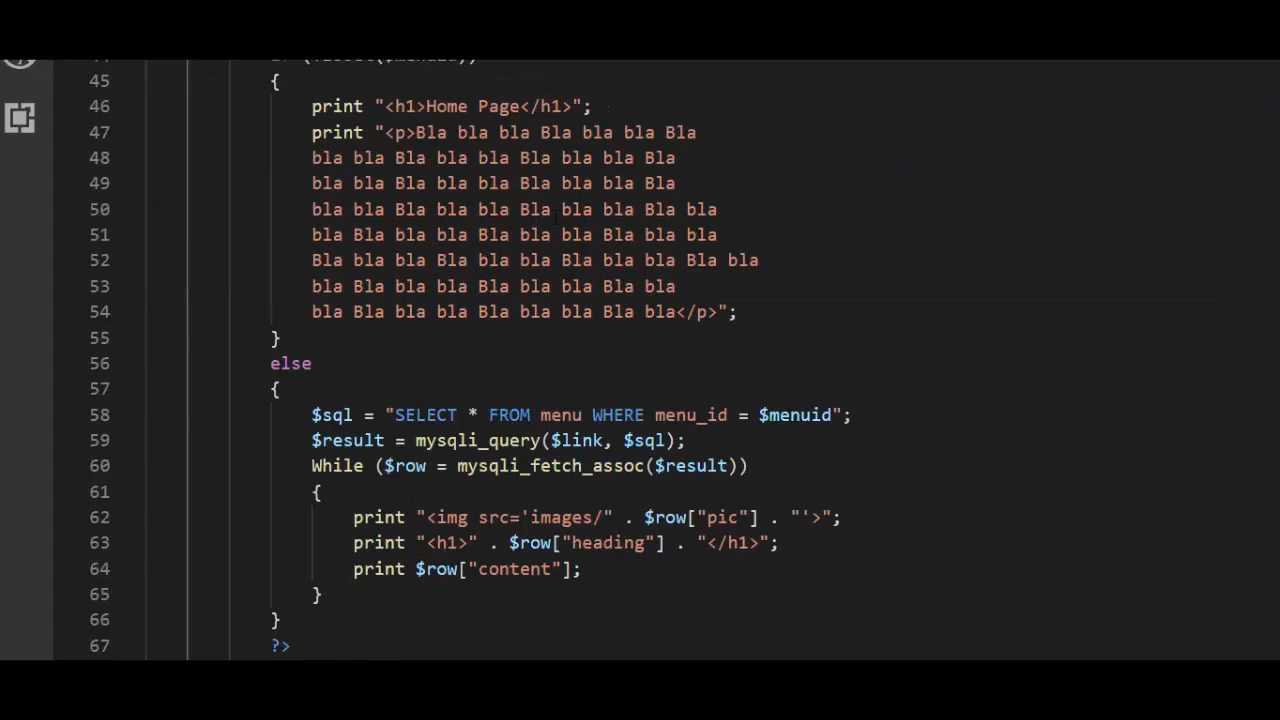 45 {
46 print "<h1>Home Page</h1>";
47 print "<p>Bla bla bla Bla bla bla Bla
48 bla bla Bla bla bla Bla bla bla Bla
49 bla bla Bla bla bla Bla bla bla Bla
50 bla bla Bla bla bla Bla bla bla Bla bla
51 bla Bla bla bla Bla bla bla Bla bla bla
52 Bla bla bla Bla bla bla Bla bla bla Bla bla
53 bla Bla bla bla Bla bla bla Bla bla
54 bla Bla bla bla Bla bla bla Bla bla</p>";
55 }
56 else
57 {
58 $sql = "SELECT * FROM menu WHERE menu_id = $menuid";
59 $result = mysqli_query($link, $sql);
60 While ($row = mysqli_fetch_assoc($result))
61 {
62 print "<img src='images/" . $row["pic"] . "'>";
63 print "<h1>" . $row["heading"] . "</h1>";
64 print $row["content"];
65 }
66 }
67 ?>